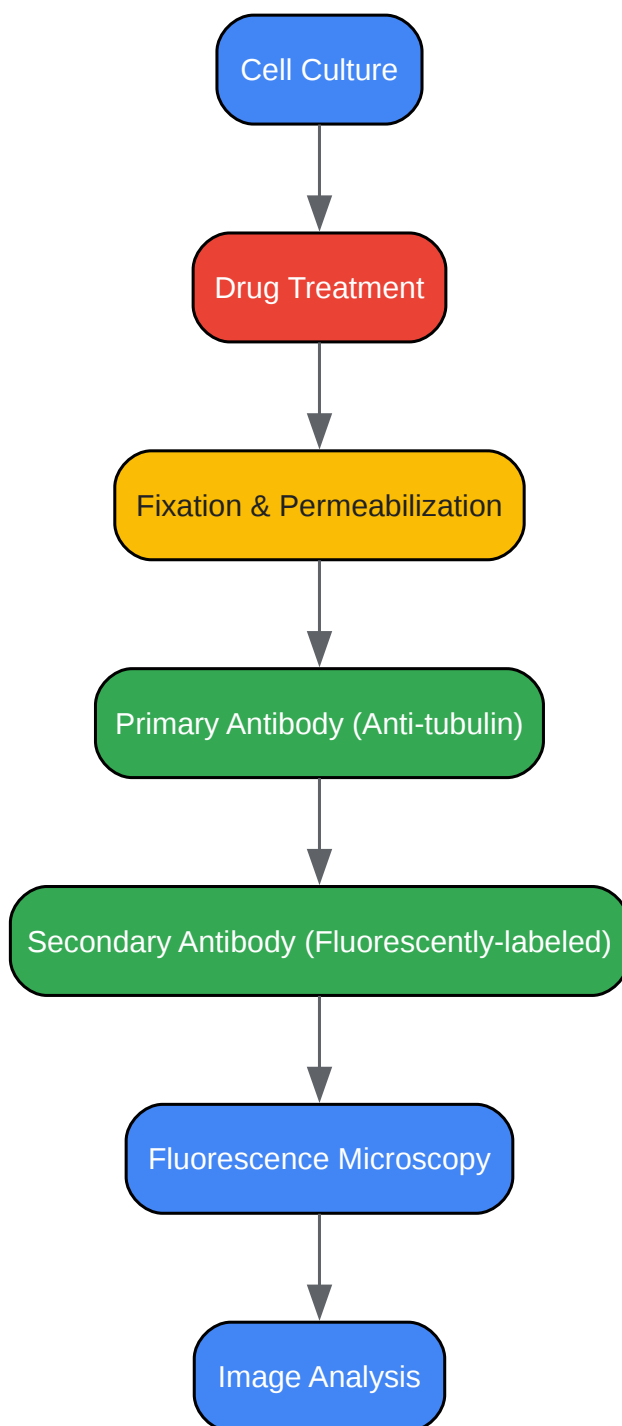 Cell Culture
Drug Treatment
Fixation & Permeabilization
Primary Antibody (Anti-tubulin)
Secondary Antibody (Fluorescently-labeled)
Fluorescence Microscopy
Image Analysis